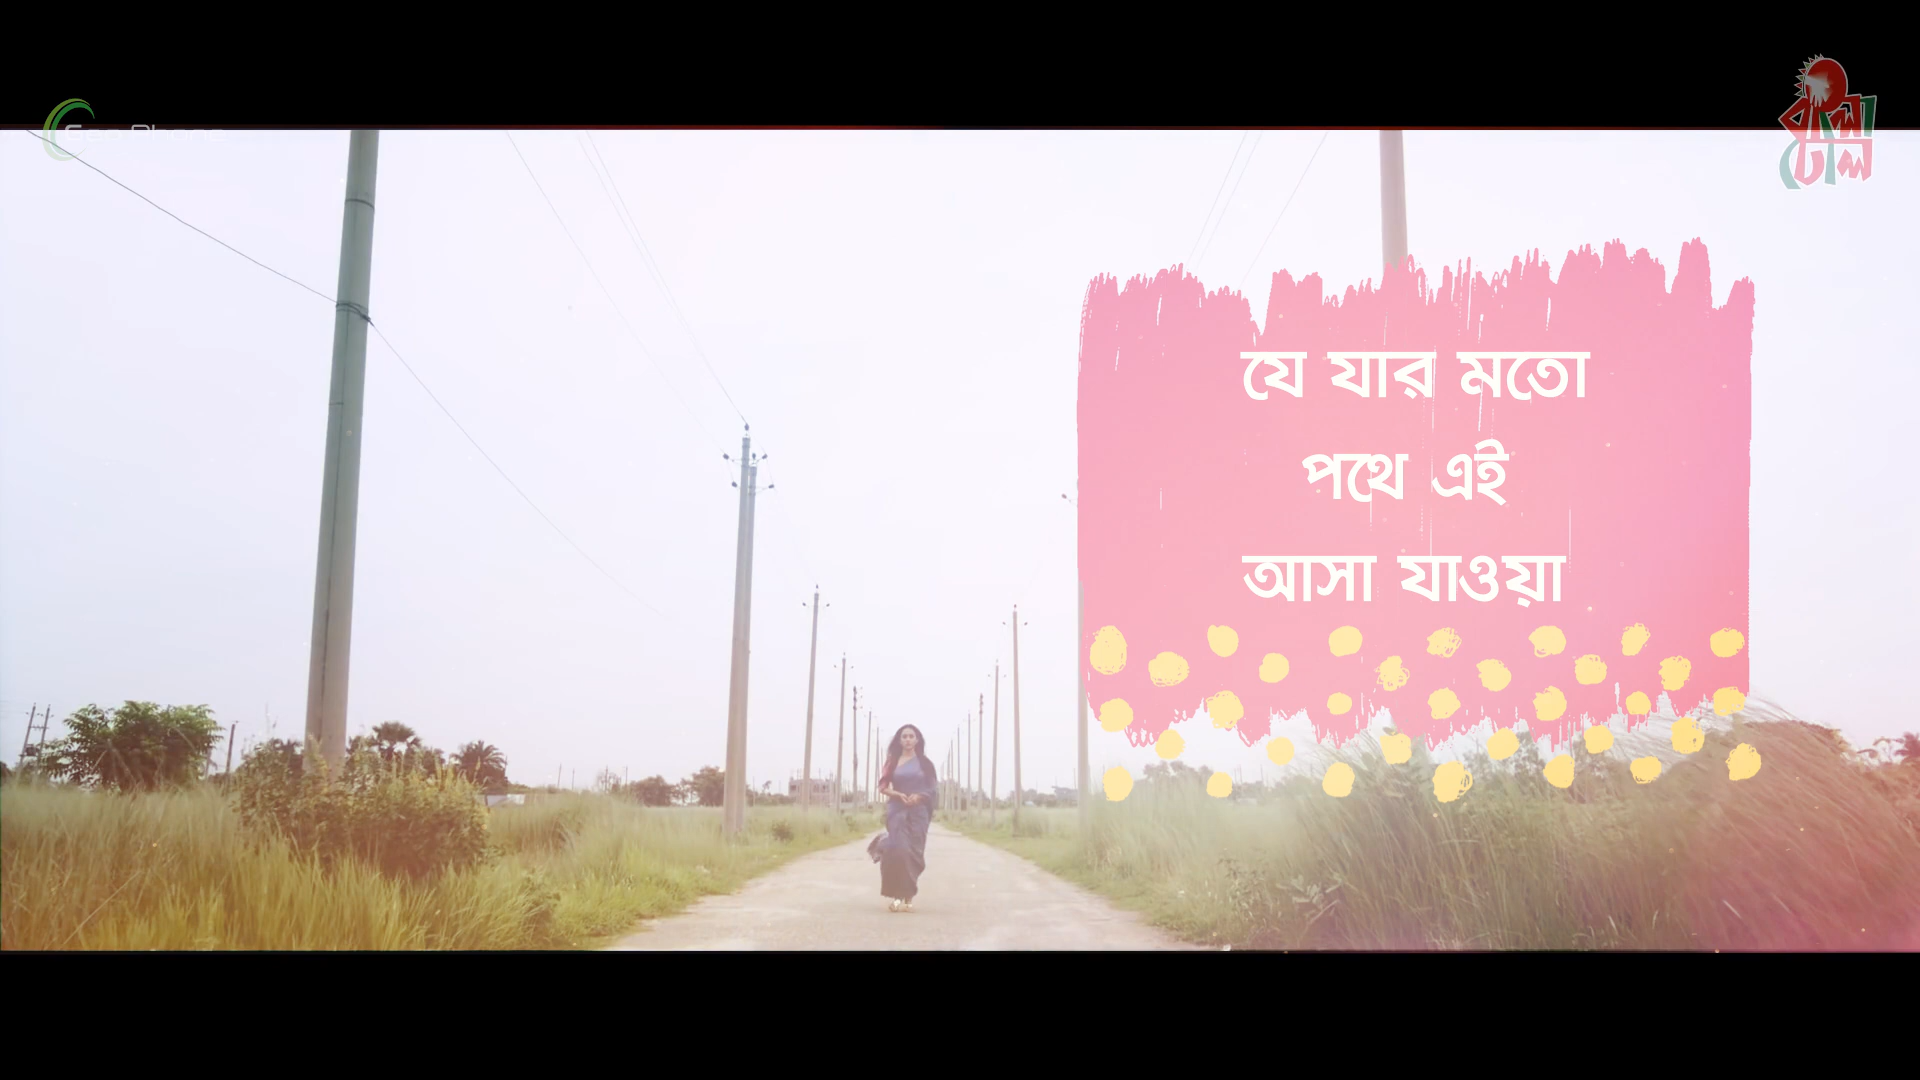 বাংলা
ঢোল
যে যার মতো
পথে এই
আসা যাওয়া